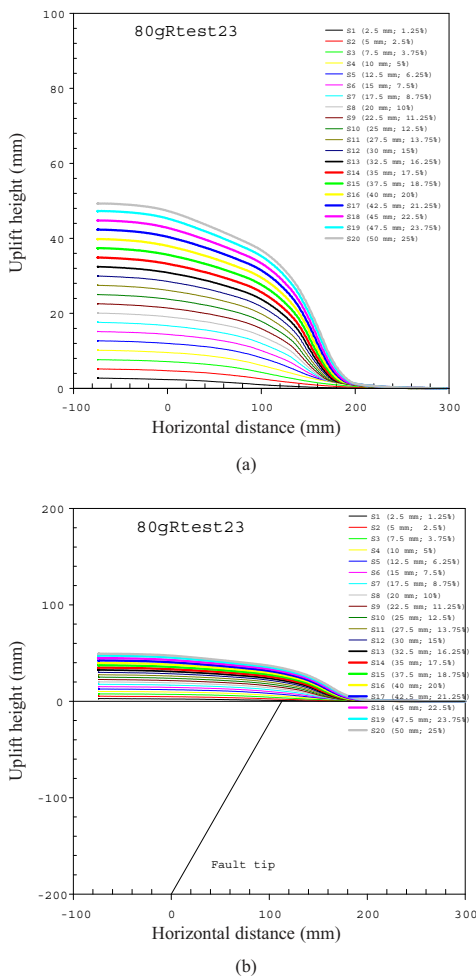 80gRtest23
S1 (2.5 mm; 1.25%)
S2 (5 mm; 2.5%)
S3 (7.5 mm; 3.75%)
S4 (10 mm; 5%)
S5 (12.5 mm; 6.25%)
S6 (15 mm; 7.5%)
S7 (17.5 mm; 8.75%)
S8 (20 mm; 10%)
S9 (22.5 mm; 11.25%)
S10 (25 mm; 12.5%)
S11 (27.5 mm; 13.75%)
S12 (30 mm; 15%)
S13 (32.5 mm; 16.25%)
S14 (35 mm; 17.5%)
S15 (37.5 mm; 18.75%)
S16 (40 mm; 20%)
S17 (42.5 mm; 21.25%)
S18 (45 mm; 22.5%)
S19 (47.5 mm; 23.75%)
S20 (50 mm; 25%)
100
80
60
40
20
0
Uplift height (mm)
-100 0 100 200 300
Horizontal distance (mm)
(a)
80gRtest23
S1 (2.5 mm; 1.25%)
S2 (5 mm; 2.5%)
S3 (7.5 mm; 3.75%)
S4 (10 mm; 5%)
S5 (12.5 mm; 6.25%)
S6 (15 mm; 7.5%)
S7 (17.5 mm; 8.75%)
S8 (20 mm; 10%)
S9 (22.5 mm; 11.25%)
S10 (25 mm; 12.5%)
S11 (27.5 mm; 13.75%)
S12 (30 mm; 15%)
S13 (32.5 mm; 16.25%)
S14 (35 mm; 17.5%)
S15 (37.5 mm; 18.75%)
S16 (40 mm; 20%)
S17 (42.5 mm; 21.25%)
S18 (45 mm; 22.5%)
S19 (47.5 mm; 23.75%)
S20 (50 mm; 25%)
200
100
0
-100
-200
Uplift height (mm)
Fault tip
-100 0 100 200 300
Horizontal distance (mm)
(b)